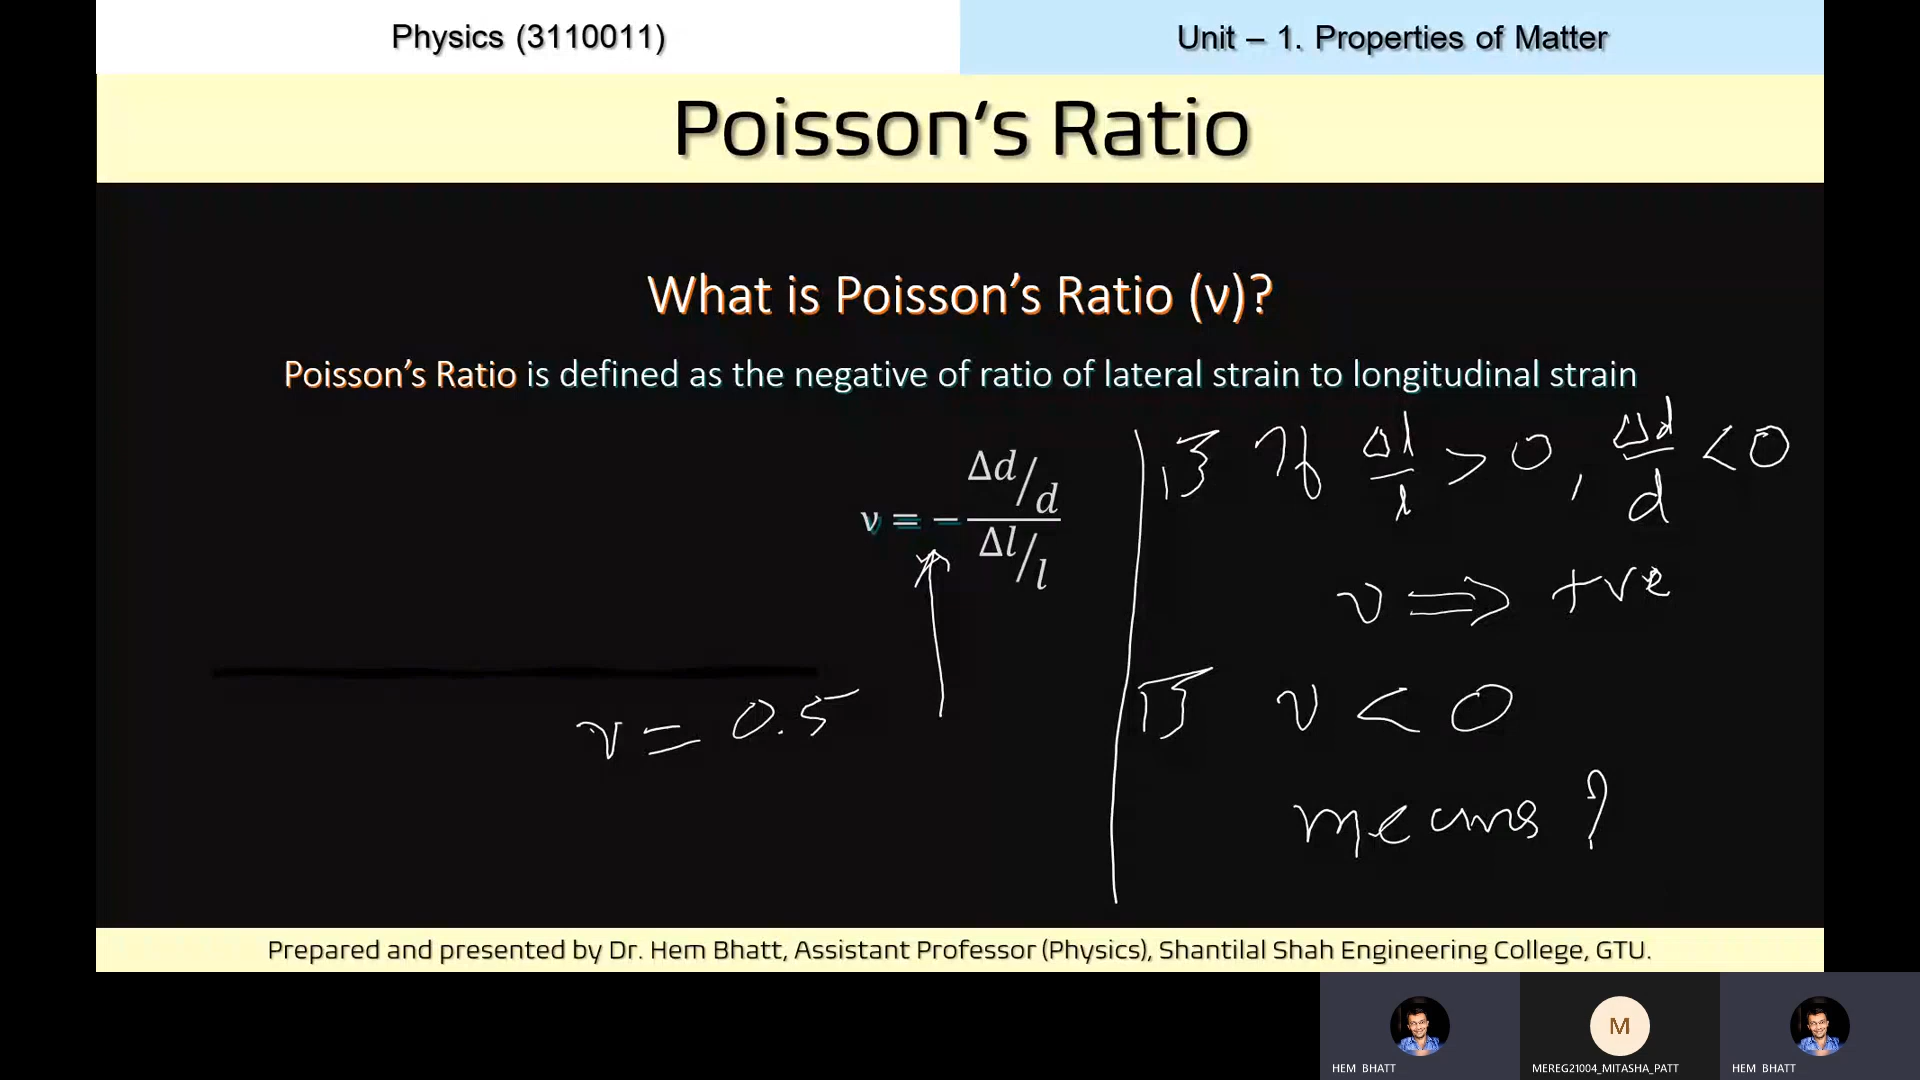 Physics (3110011)
Unit – 1. Properties of Matter
Poisson‘s Ratio
What is Poisson’s Ratio (ν)?
Poisson’s Ratio is defined as the negative of ratio of lateral strain to longitudinal strain
ν = − (Δd/d)/(Δl/l)
ν = 0.5
1] If Δl/l > 0, Δd/d < 0
ν ⟹ +ve
2] ν < 0
means ?
Prepared and presented by Dr. Hem Bhatt, Assistant Professor (Physics), Shantilal Shah Engineering College, GTU.
M
HEM BHATT
MEREG21004_MITASHA_PATT
HEM BHATT